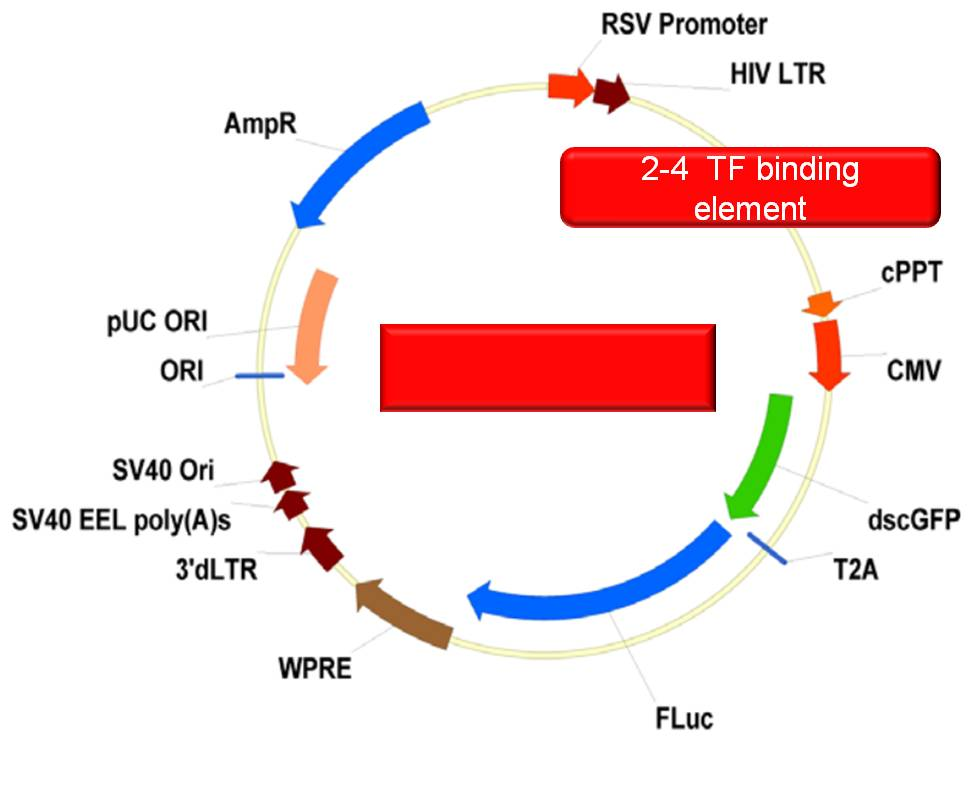 RSV Promoter
HIV LTR
AmpR
2-4  TF binding
element
cPPT
pUC ORI
ORI
CMV
SV40 Ori
SV40 EEL poly(A)s
dscGFP
3'dLTR
T2A
WPRE
FLuc